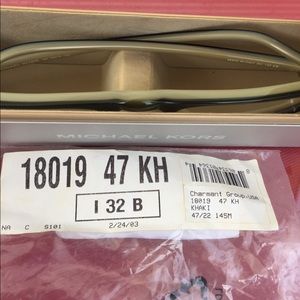 MICHAEL KORS
18019 47 KH
I 32 B
NA C S101 2/24/03
Charmant Group-USA
18019 47 KH
KHAKI
47/22 145M